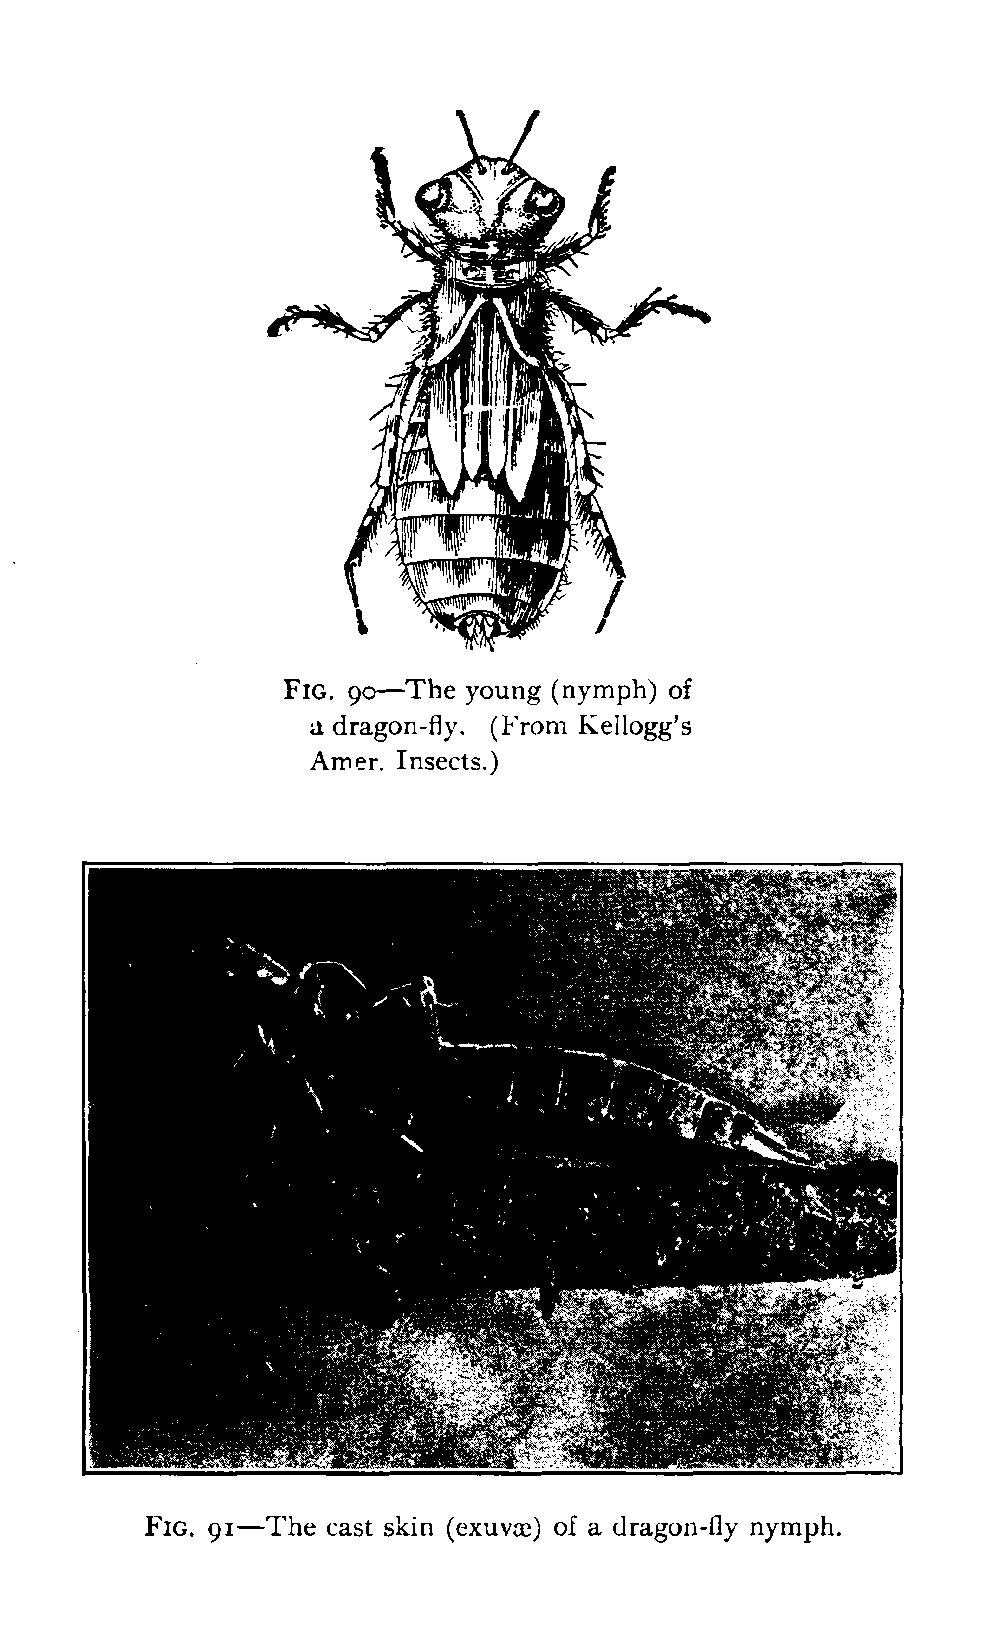 FIG. 90—The young (nymph) of
a dragon-fly. (From Kellogg's
Amer. Insects.)
FIG. 91—The cast skin (exuvæ) of a dragon-fly nymph.